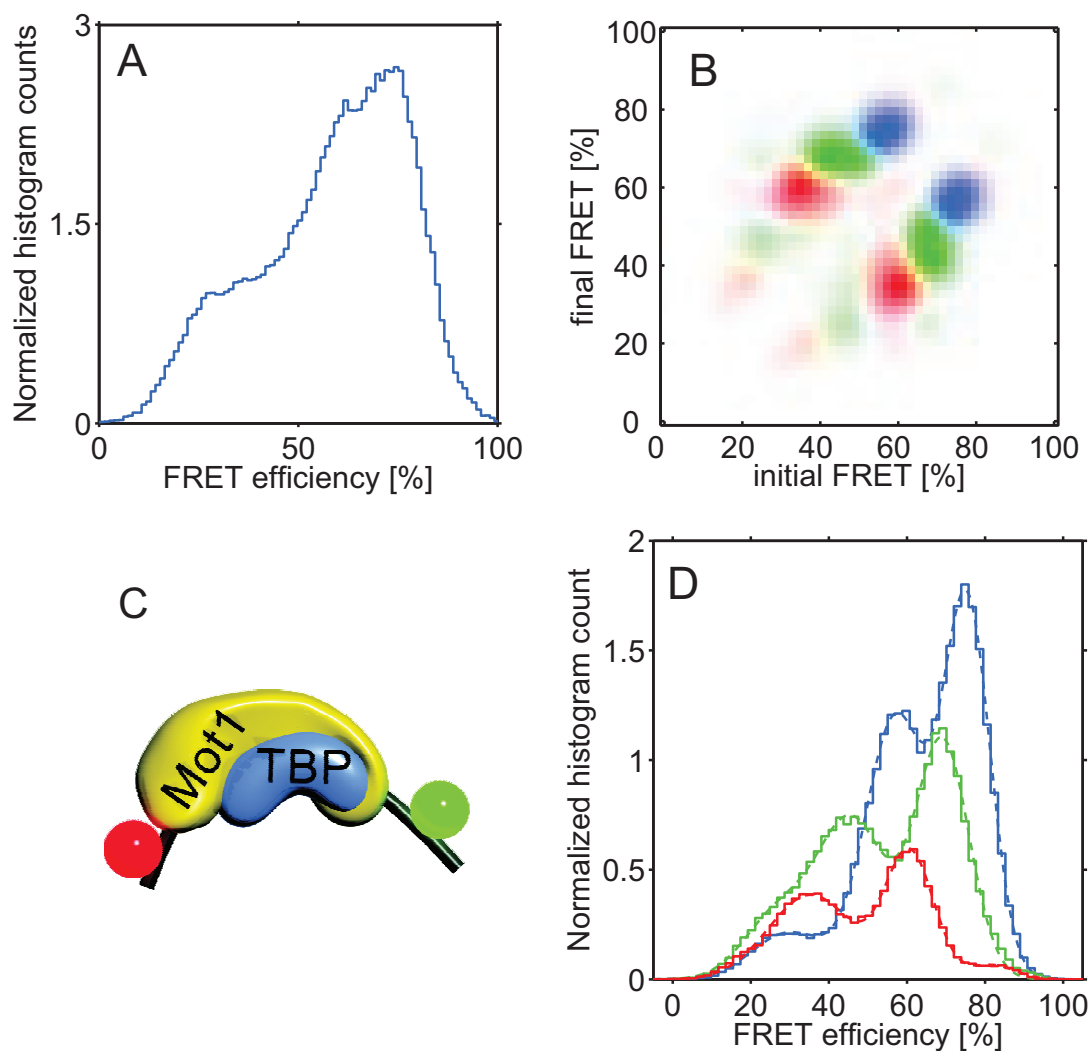 A
3
1.5
0
0
50
100
Normalized histogram counts
FRET efficiency [%]
B
100
80
60
40
20
0
0
20
40
60
80
100
final FRET [%]
initial FRET [%]
C
Mot1
TBP
D
2
1.5
1
0.5
0
0
20
40
60
80
100
Normalized histogram count
FRET efficiency [%]